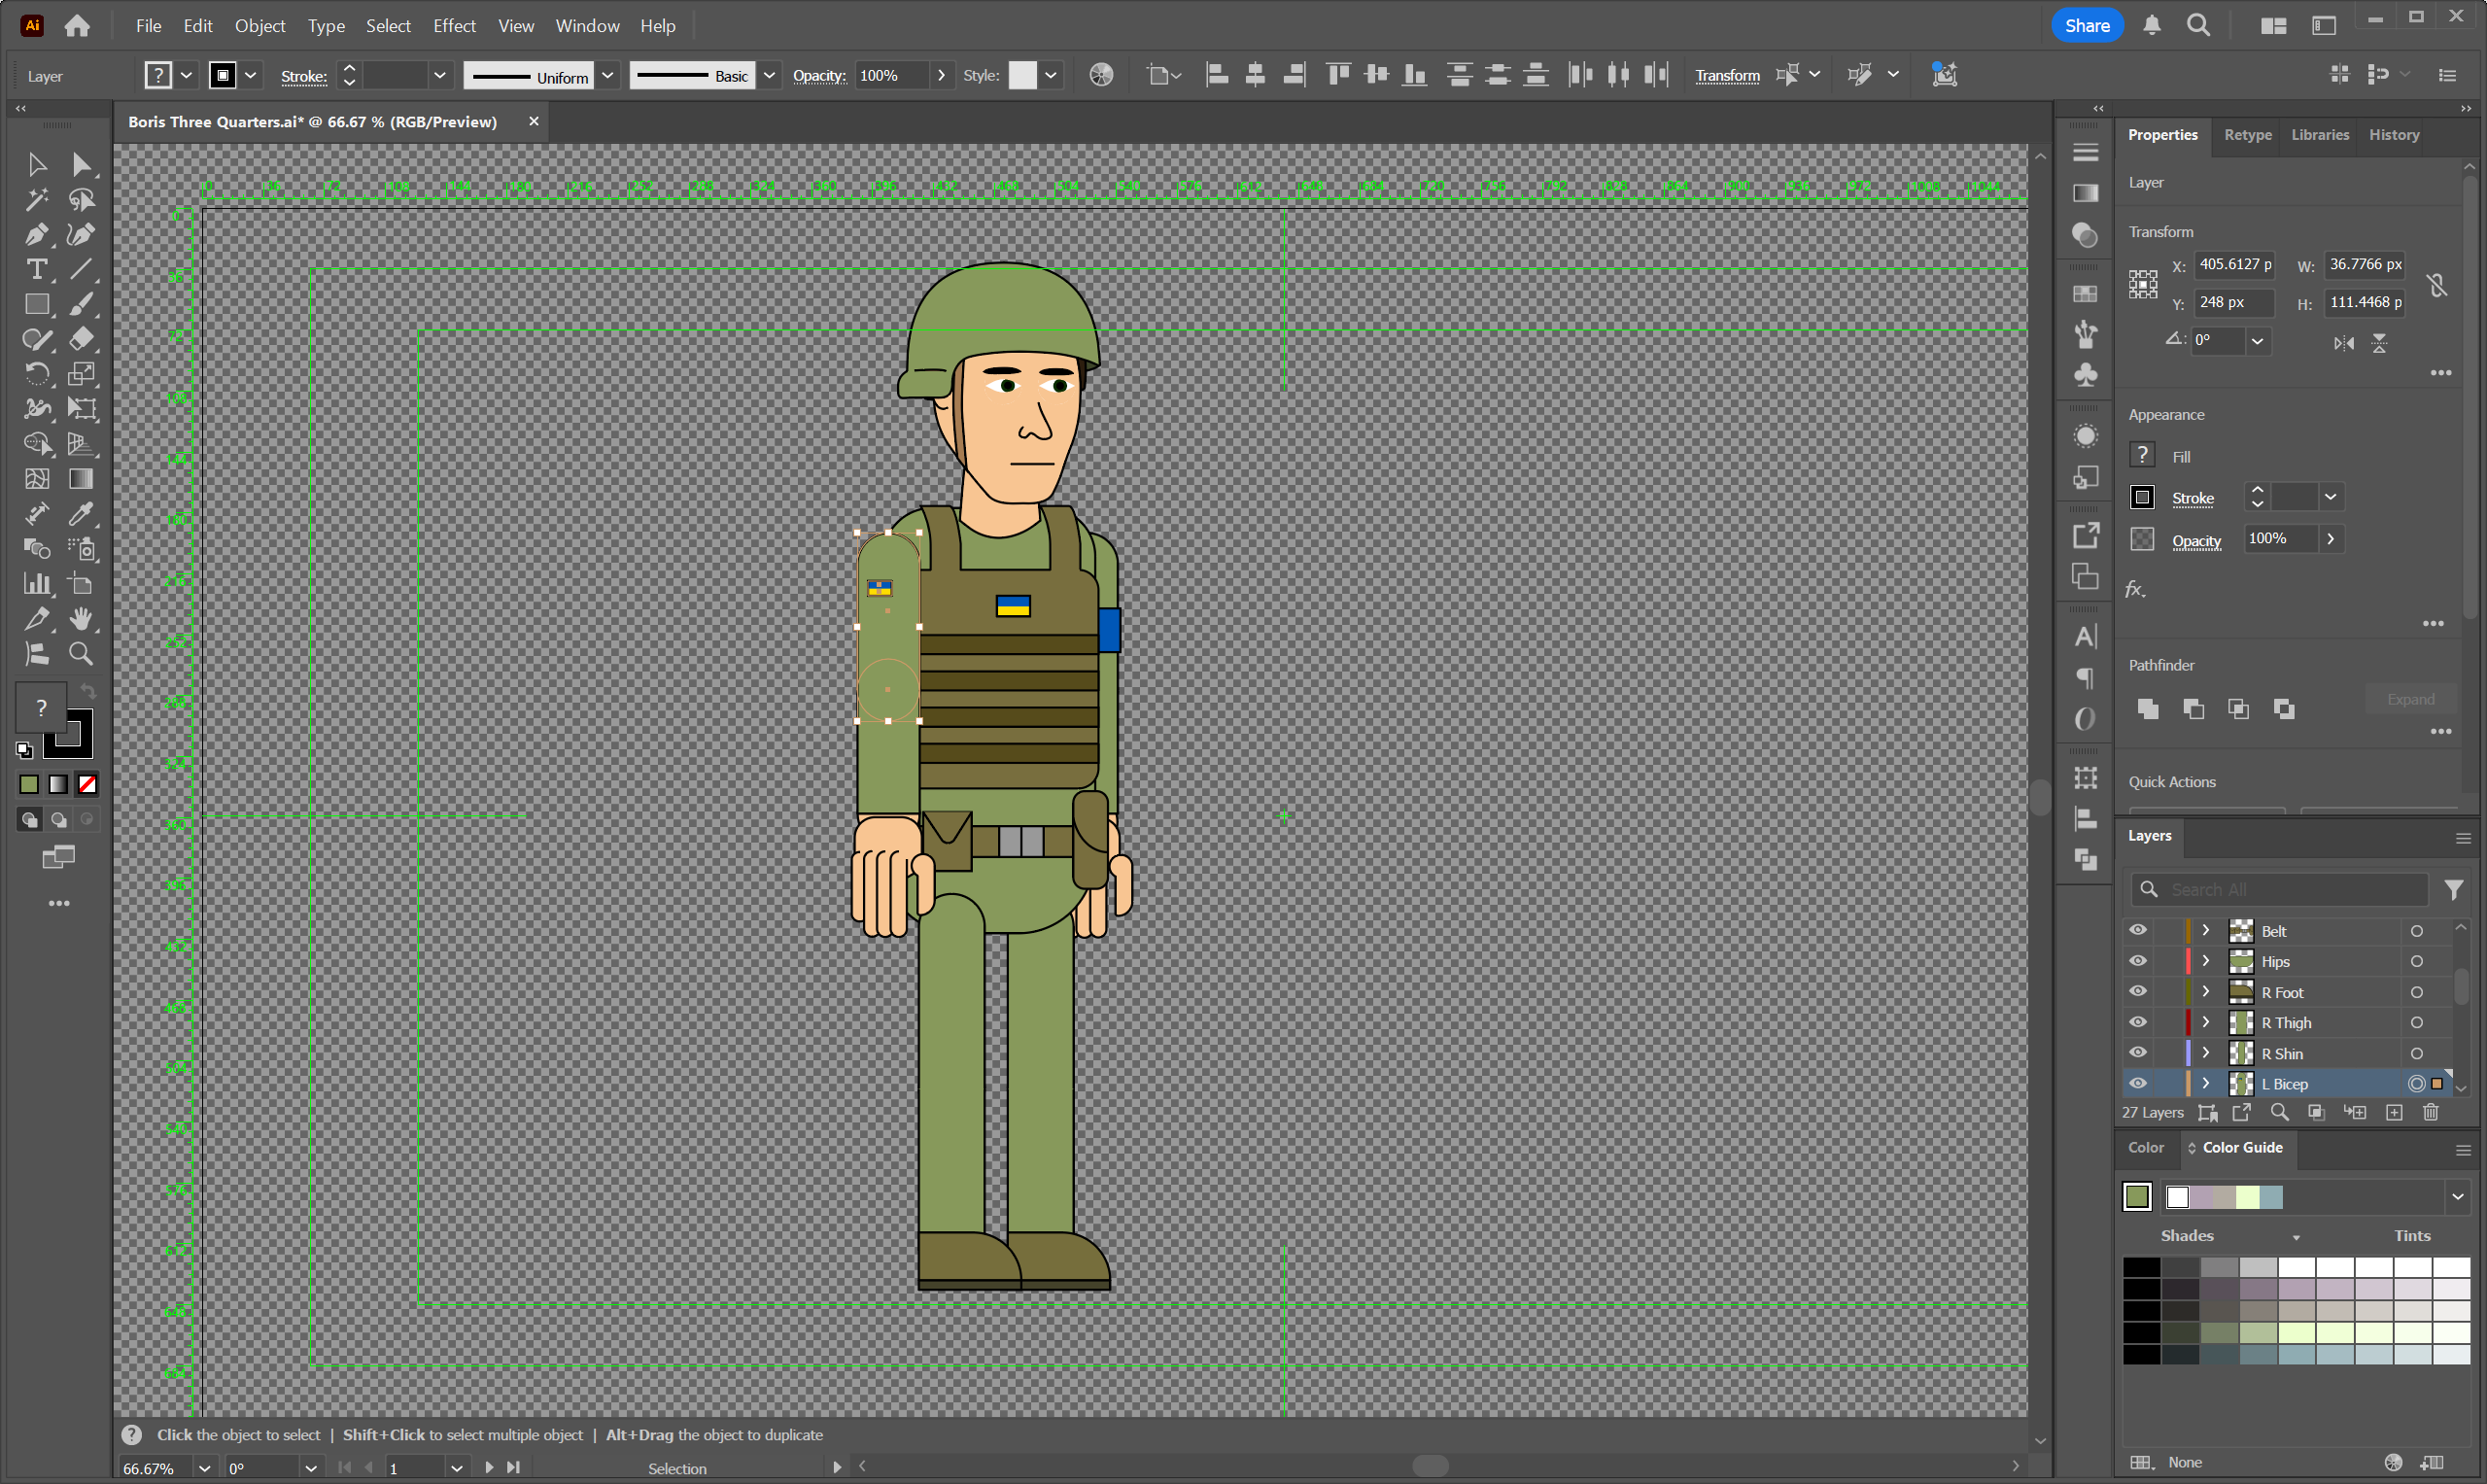 Ai File Edit Object Type Select Effect View Window Help Share
Layer ? Stroke: Uniform Basic Opacity: 100% Style: Transform
Boris Three Quarters.ai* @ 66.67 % (RGB/Preview) ×
Properties Retype Libraries History
Layer
Transform
X: 405.6127 p W: 36.7766 px
Y: 248 px H: 111.4468 p
0°
Appearance
? Fill
Stroke
Opacity 100%
fx.
Pathfinder
Expand
Quick Actions
Layers
Search All
Belt
Hips
R Foot
R Thigh
R Shin
L Bicep
27 Layers
Color Color Guide
Shades Tints
None
?
Click the object to select | Shift+Click to select multiple object | Alt+Drag the object to duplicate
66.67% 0° 1 Selection